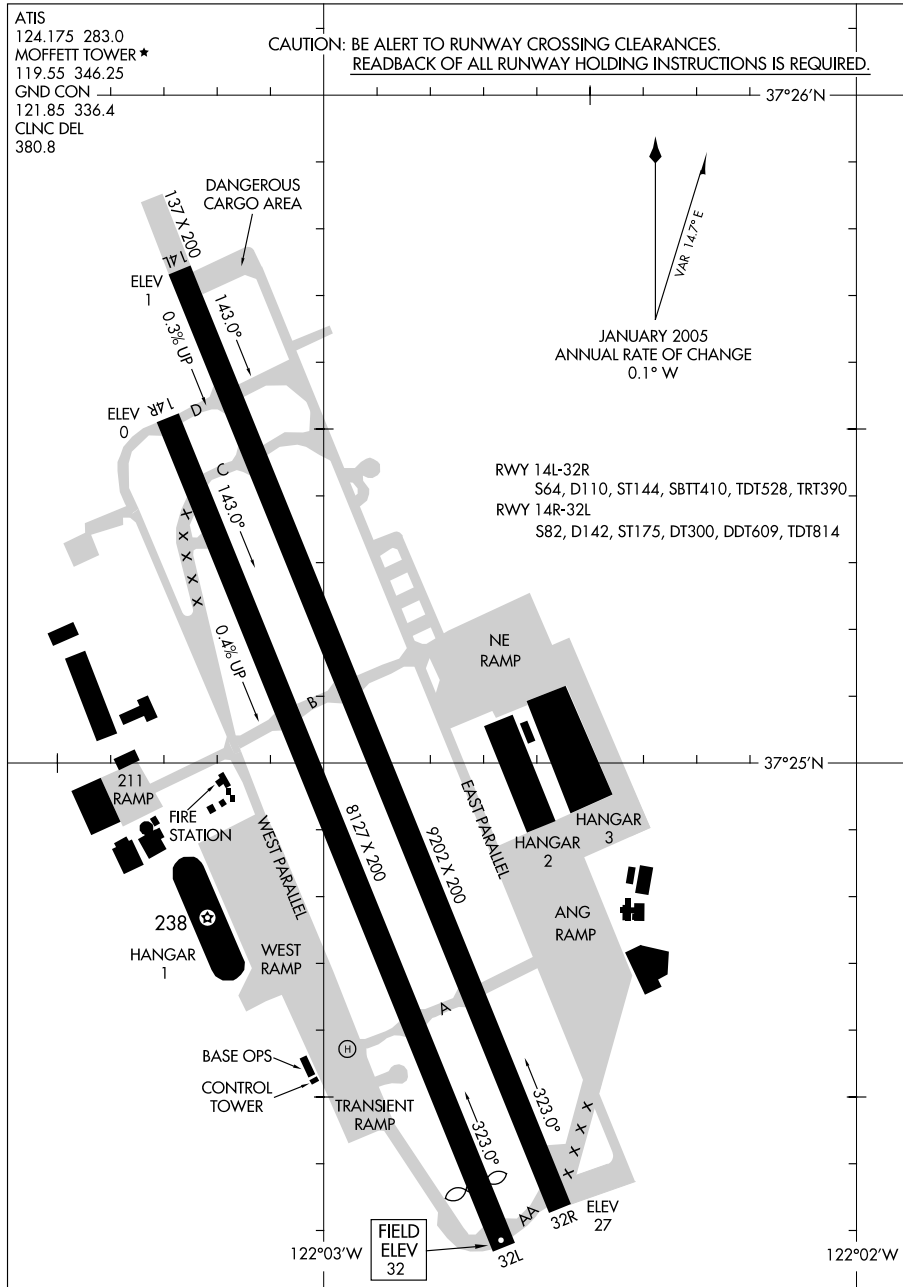 ATIS
124.175 283.0
MOFFETT TOWER ★
119.55 346.25
GND CON
121.85 336.4
CLNC DEL
380.8
CAUTION: BE ALERT TO RUNWAY CROSSING CLEARANCES.
READBACK OF ALL RUNWAY HOLDING INSTRUCTIONS IS REQUIRED.
37°26'N
DANGEROUS
CARGO AREA
137 X 200
14L
ELEV
1
0.3% UP
143.0°
VAR 14.7° E
JANUARY 2005
ANNUAL RATE OF CHANGE
0.1° W
ELEV
0
14R
D
C
143.0°
RWY 14L-32R
S64, D110, ST144, SBTT410, TDT528, TRT390
RWY 14R-32L
S82, D142, ST175, DT300, DDT609, TDT814
X
X
X
X
X
0.4% UP
NE
RAMP
B
37°25'N
211
RAMP
FIRE
STATION
WEST PARALLEL
8127 X 200
9202 X 200
EAST PARALLEL
HANGAR
2
HANGAR
3
238
HANGAR
1
WEST
RAMP
ANG
RAMP
A
H
BASE OPS
CONTROL
TOWER
TRANSIENT
RAMP
323.0°
323.0°
X
X
X
X
AA
32R
ELEV
27
32L
FIELD
ELEV
32
122°03'W
122°02'W